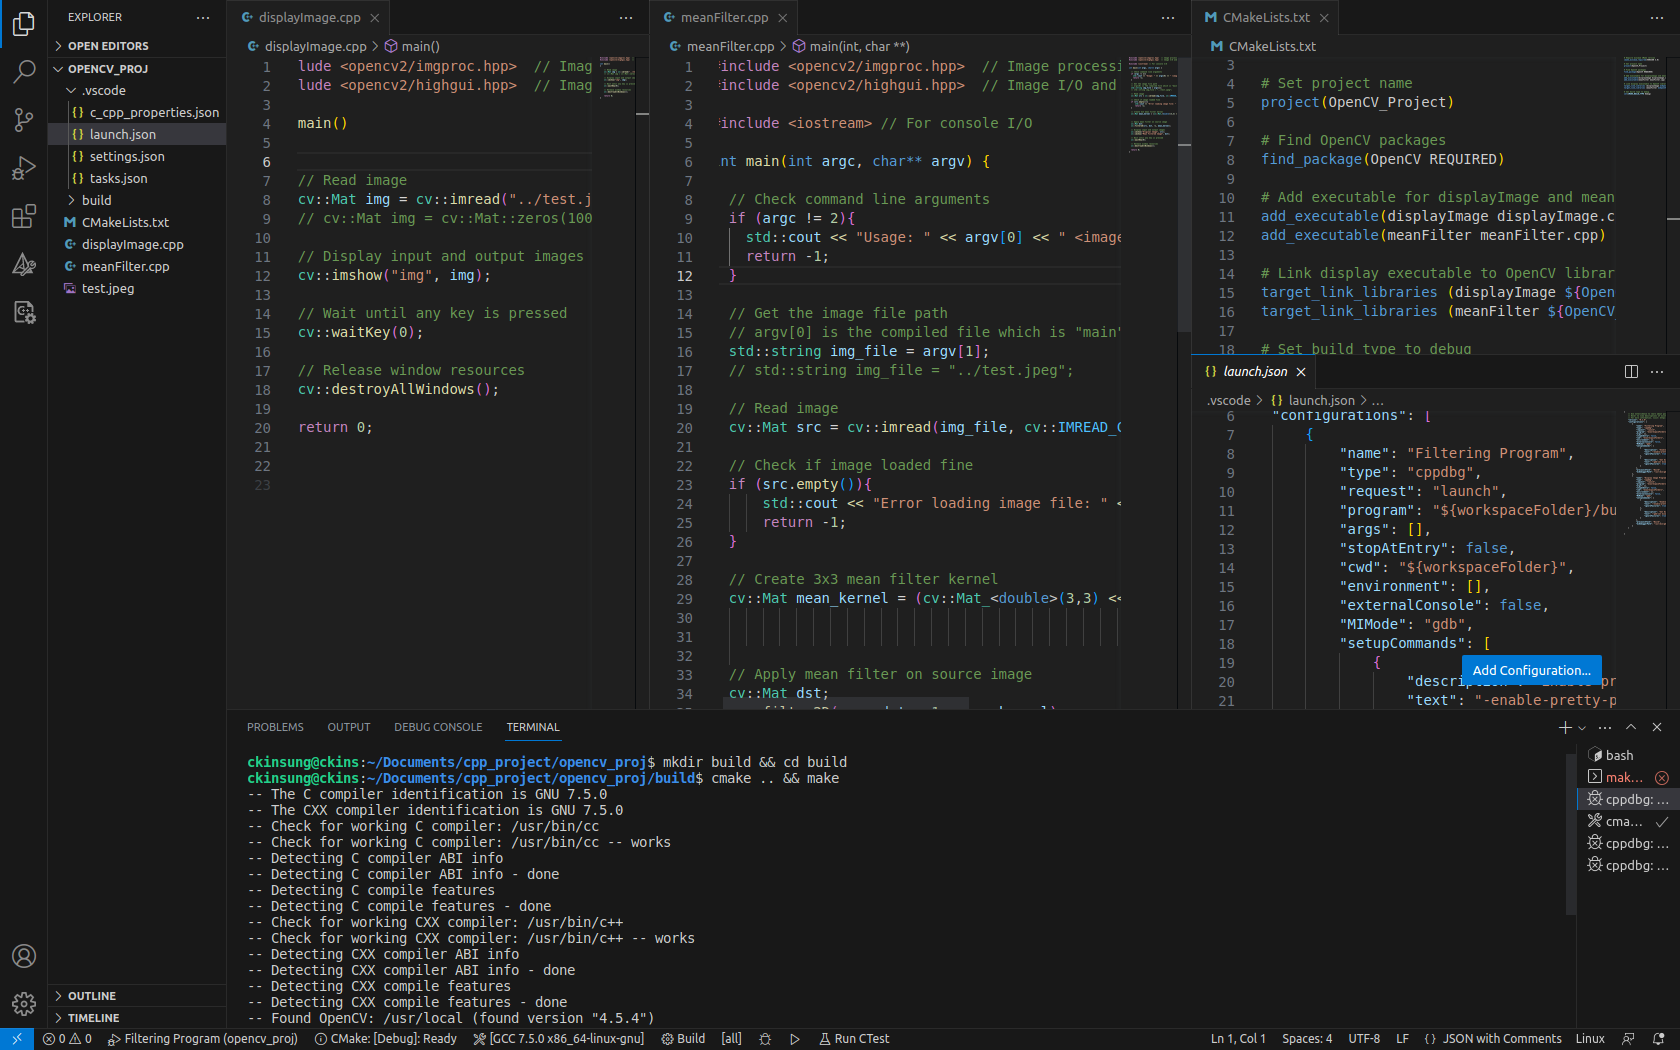 EXPLORER
OPEN EDITORS
OPENCV_PROJ
.vscode
c_cpp_properties.json
launch.json
settings.json
tasks.json
build
CMakeLists.txt
displayImage.cpp
meanFilter.cpp
test.jpeg
OUTLINE
TIMELINE
displayImage.cpp
displayImage.cpp > main()
1 lude <opencv2/imgproc.hpp>  // Imag
2 lude <opencv2/highgui.hpp>  // Imag
3
4 main()
5
6
7 // Read image
8 cv::Mat img = cv::imread("../test.j
9 // cv::Mat img = cv::Mat::zeros(100
10
11 // Display input and output images
12 cv::imshow("img", img);
13
14 // Wait until any key is pressed
15 cv::waitKey(0);
16
17 // Release window resources
18 cv::destroyAllWindows();
19
20 return 0;
21
22
23
meanFilter.cpp
meanFilter.cpp > main(int, char **)
1 include <opencv2/imgproc.hpp>  // Image processi
2 include <opencv2/highgui.hpp>  // Image I/O and
3
4 include <iostream> // For console I/O
5
6 nt main(int argc, char** argv) {
7
8 // Check command line arguments
9 if (argc != 2){
10 std::cout << "Usage: " << argv[0] << " <image
11 return -1;
12 }
13
14 // Get the image file path
15 // argv[0] is the compiled file which is "main"
16 std::string img_file = argv[1];
17 // std::string img_file = "../test.jpeg";
18
19 // Read image
20 cv::Mat src = cv::imread(img_file, cv::IMREAD_C
21
22 // Check if image loaded fine
23 if (src.empty()){
24 std::cout << "Error loading image file: " <
25 return -1;
26 }
27
28 // Create 3x3 mean filter kernel
29 cv::Mat mean_kernel = (cv::Mat_<double>(3,3) <<
30
31
32
33 // Apply mean filter on source image
34 cv::Mat dst;
CMakeLists.txt
CMakeLists.txt
3
4 # Set project name
5 project(OpenCV_Project)
6
7 # Find OpenCV packages
8 find_package(OpenCV REQUIRED)
9
10 # Add executable for displayImage and mean
11 add_executable(displayImage displayImage.c
12 add_executable(meanFilter meanFilter.cpp)
13
14 # Link display executable to OpenCV librar
15 target_link_libraries (displayImage ${Open
16 target_link_libraries (meanFilter ${OpenCV
17
18 # Set build type to debug
launch.json
.vscode > launch.json > ...
6 "configurations": [
7 {
8 "name": "Filtering Program",
9 "type": "cppdbg",
10 "request": "launch",
11 "program": "${workspaceFolder}/bu
12 "args": [],
13 "stopAtEntry": false,
14 "cwd": "${workspaceFolder}",
15 "environment": [],
16 "externalConsole": false,
17 "MIMode": "gdb",
18 "setupCommands": [
19 {
20 "descri
21 "text": "-enable-pretty-p
Add Configuration...
PROBLEMS OUTPUT DEBUG CONSOLE TERMINAL
ckinsung@ckins:~/Documents/cpp_project/opencv_proj$ mkdir build && cd build
ckinsung@ckins:~/Documents/cpp_project/opencv_proj/build$ cmake .. && make
-- The C compiler identification is GNU 7.5.0
-- The CXX compiler identification is GNU 7.5.0
-- Check for working C compiler: /usr/bin/cc
-- Check for working C compiler: /usr/bin/cc -- works
-- Detecting C compiler ABI info
-- Detecting C compiler ABI info - done
-- Detecting C compile features
-- Detecting C compile features - done
-- Check for working CXX compiler: /usr/bin/c++
-- Check for working CXX compiler: /usr/bin/c++ -- works
-- Detecting CXX compiler ABI info
-- Detecting CXX compiler ABI info - done
-- Detecting CXX compile features
-- Detecting CXX compile features - done
-- Found OpenCV: /usr/local (found version "4.5.4")
bash
mak...
cppdbg: ...
cma...
cppdbg: ...
cppdbg: ...
0 0 Filtering Program (opencv_proj) CMake: [Debug]: Ready [GCC 7.5.0 x86_64-linux-gnu] Build [all] Run CTest Ln 1, Col 1 Spaces: 4 UTF-8 LF {} JSON with Comments Linux